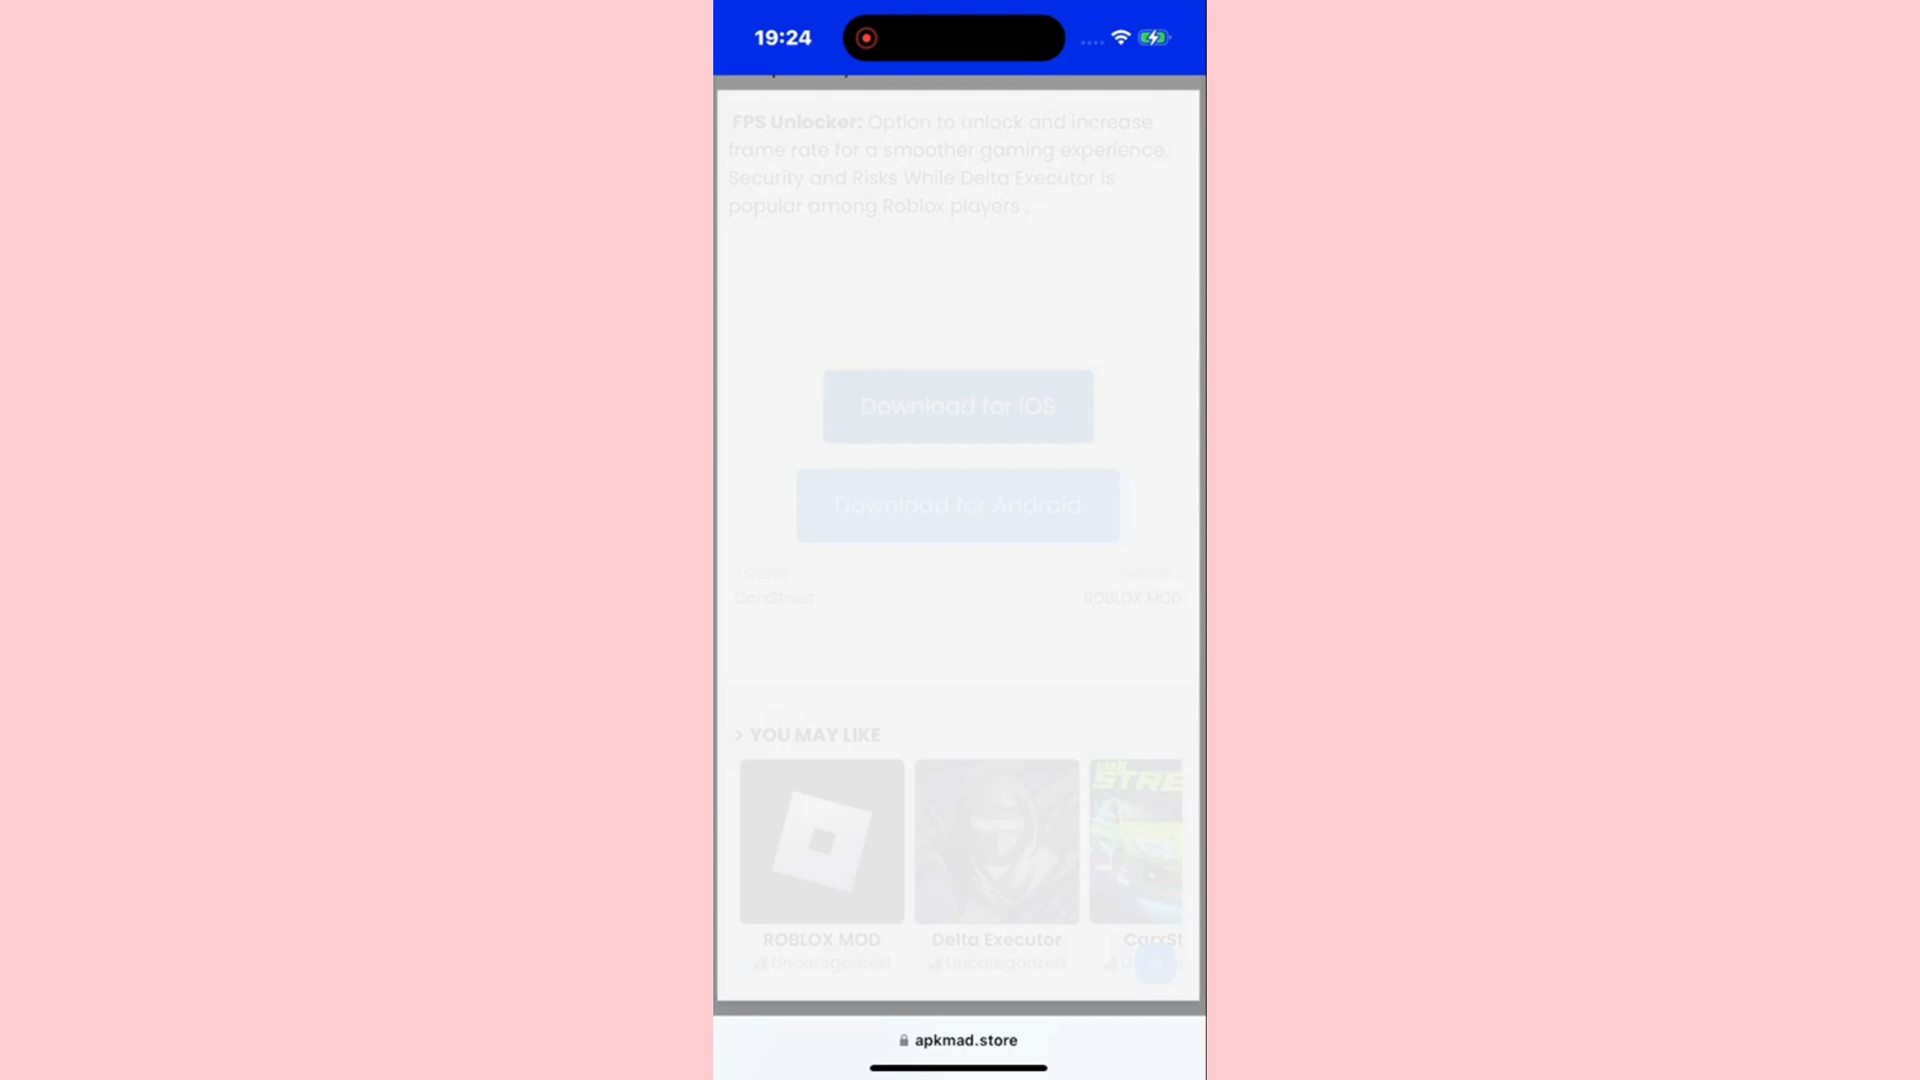 19:24
FPS Unlocker: Option to unlock and increase
frame rate for a smoother gaming experience.
Security and Risks While Delta Executor is
popular among Roblox players .
Download for iOS
Download for Android
CarxStreet
ROBLOX MOD
> YOU MAY LIKE
STRE
ROBLOX MOD
Delta Executor
CarxSt
Uncategorized
Uncategorized
U
apkmad.store